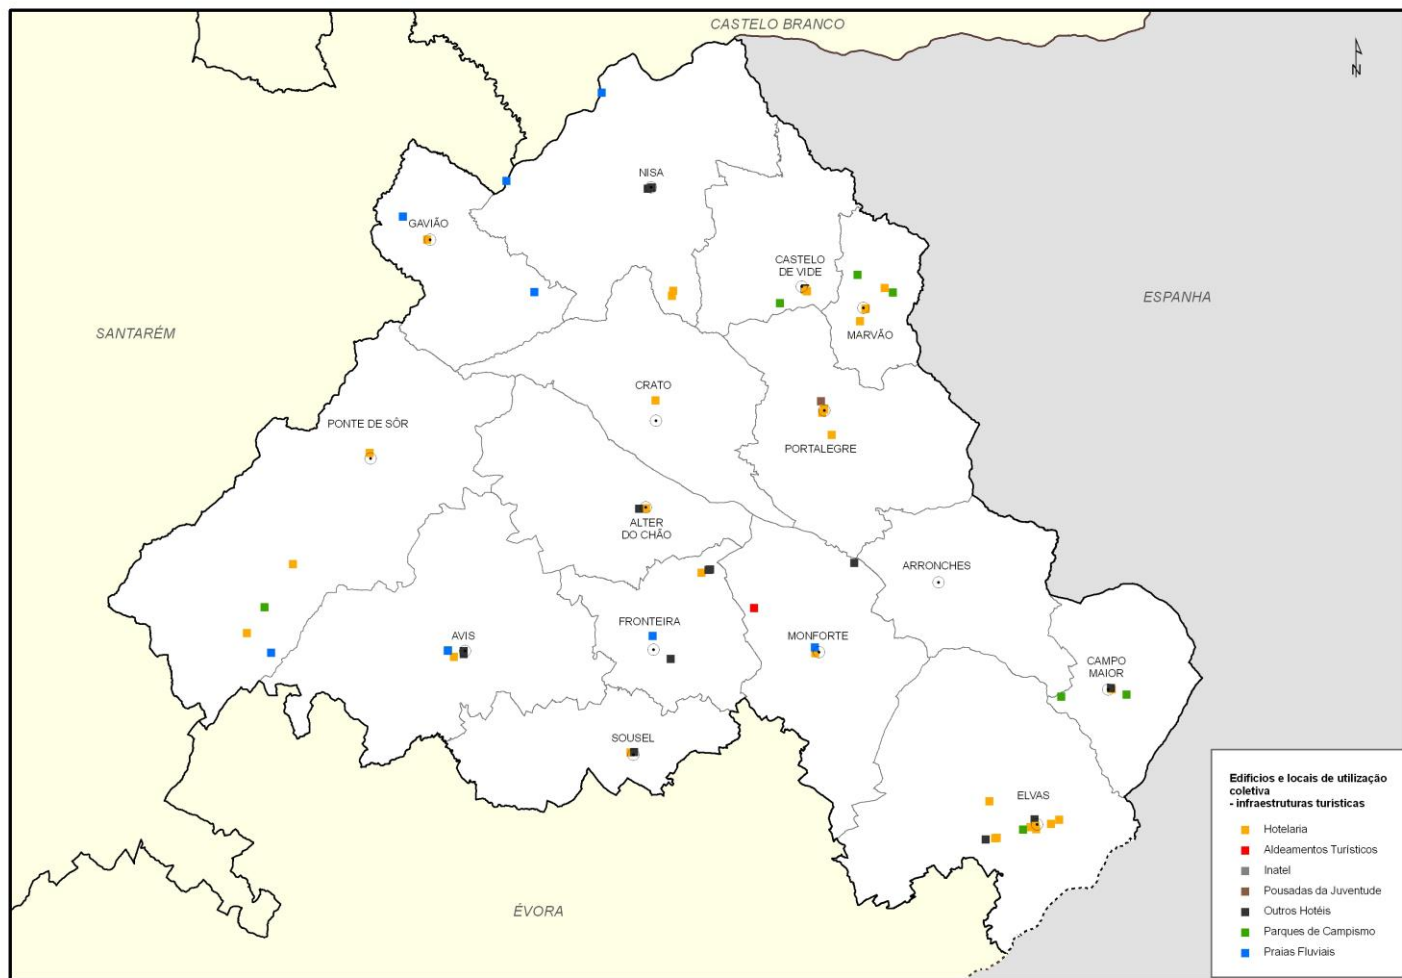 CASTELO BRANCO
N
NISA
GAVIÃO
CASTELO
DE VIDE
ESPANHA
SANTARÉM
MARVÃO
CRATO
PONTE DE SÔR
PORTALEGRE
ALTER
DO CHÃO
ARRONCHES
FRONTEIRA
AVIS
MONFORTE
CAMPO
MAIOR
SOUSEL
ELVAS
ÉVORA
Edifícios e locais de utilização
coletiva
- infraestruturas turísticas
Hotelaria
Aldeamentos Turísticos
Inatel
Pousadas da Juventude
Outros Hotéis
Parques de Campismo
Praias Fluviais